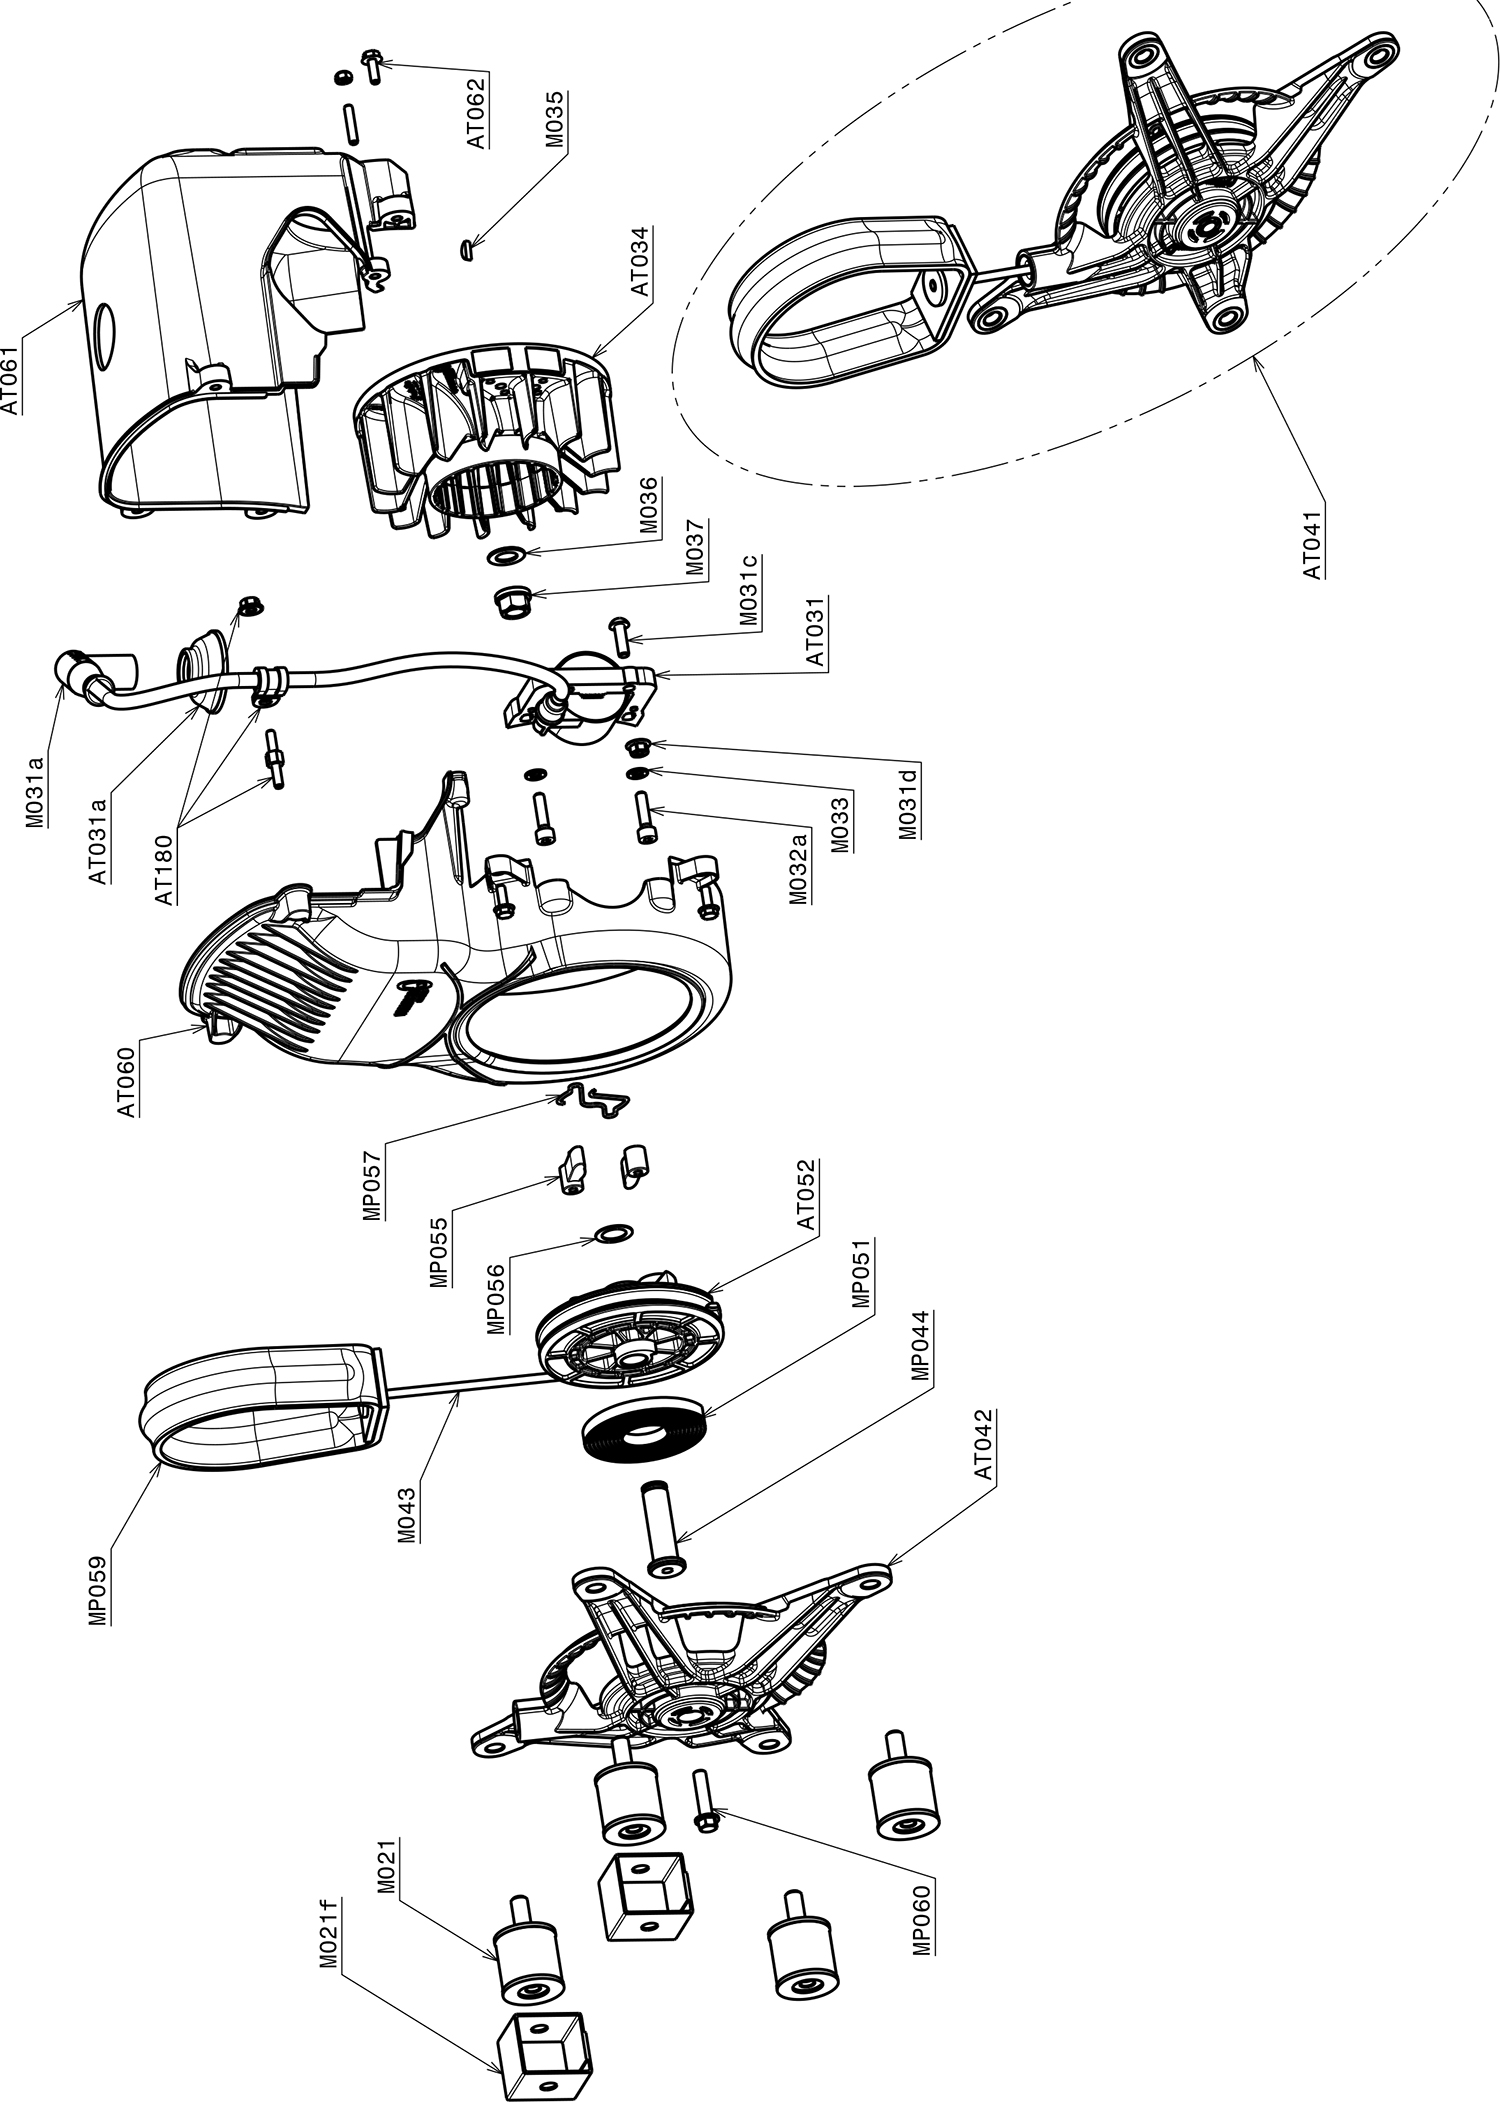 AT062
M035
AT034
AT061
M036
M037
AT041
M031c
AT031
M031a
AT031a
M031d
M033
AT180
M032a
AT060
MP057
AT052
MP055
MP056
MP051
MP044
AT042
M043
MP059
M021
MP060
M021f